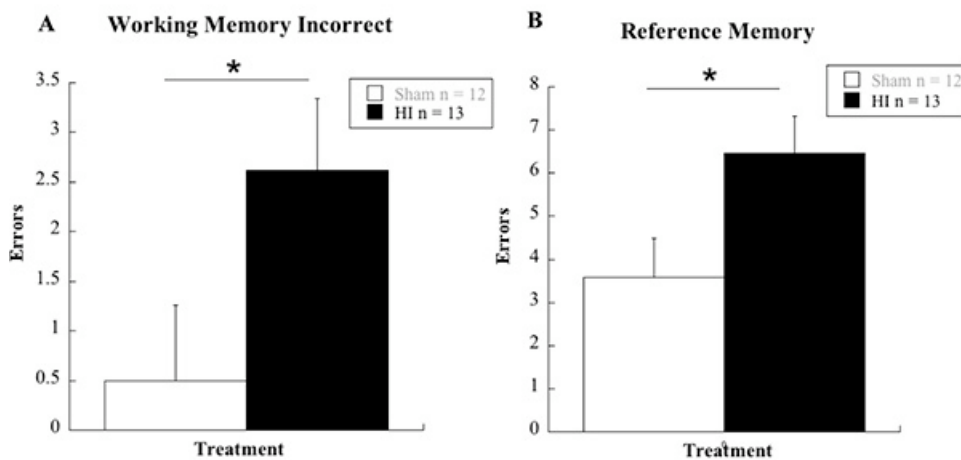 A
Working Memory Incorrect
*
Sham n = 12
HI n = 13
3.5
3
2.5
2
1.5
1
0.5
0
Errors
Treatment
B
Reference Memory
*
Sham n = 12
HI n = 13
8
7
6
5
4
3
2
1
0
Errors
Treatment